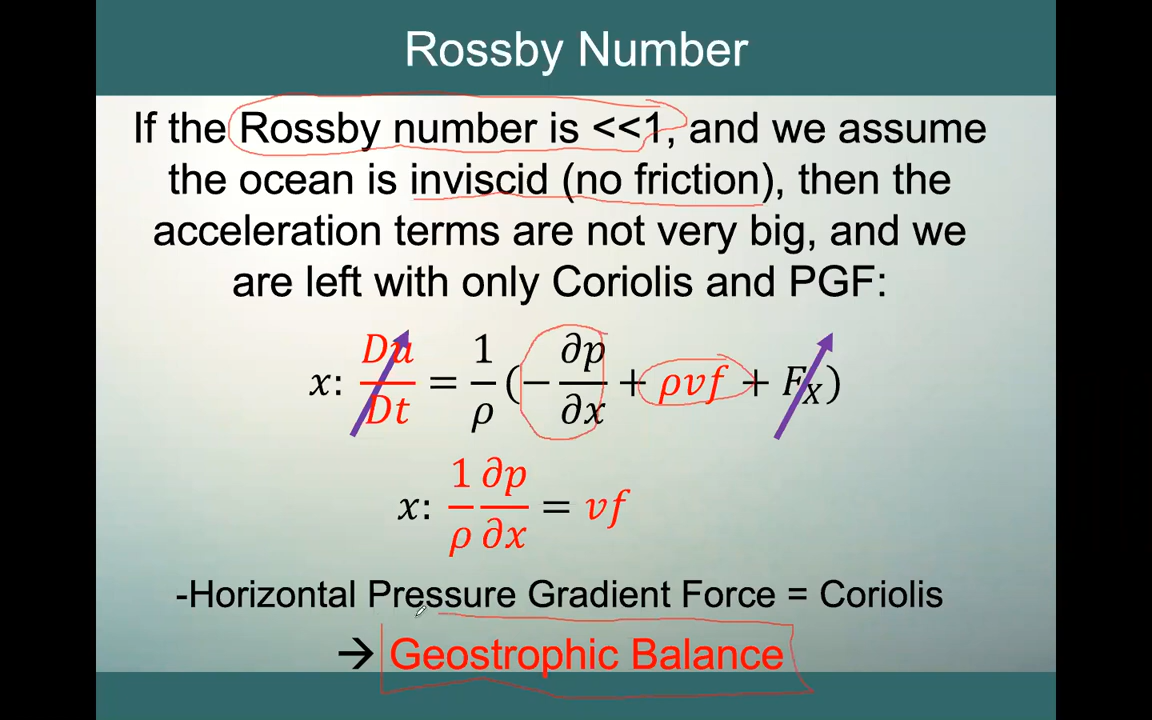 Rossby Number
If the Rossby number is <<1, and we assume
the ocean is inviscid (no friction), then the
acceleration terms are not very big, and we
are left with only Coriolis and PGF:
x: Du/Dt = 1/ρ (− ∂p/∂x + ρvf + Fₓ)
x: 1/ρ ∂p/∂x = vf
-Horizontal Pressure Gradient Force = Coriolis
→ Geostrophic Balance